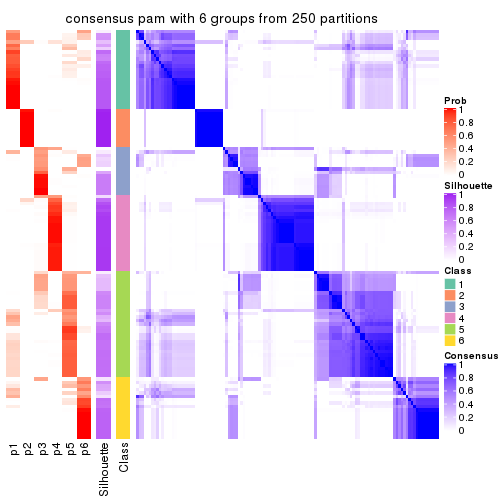 consensus pam with 6 groups from 250 partitions
Prob
1
0.8
0.6
0.4
0.2
0
Silhouette
1
0.8
0.6
0.4
0.2
0
Class
1
2
3
4
5
6
Consensus
1
0.8
0.6
0.4
0.2
0
p1
p2
p3
p4
p5
p6
Silhouette
Class